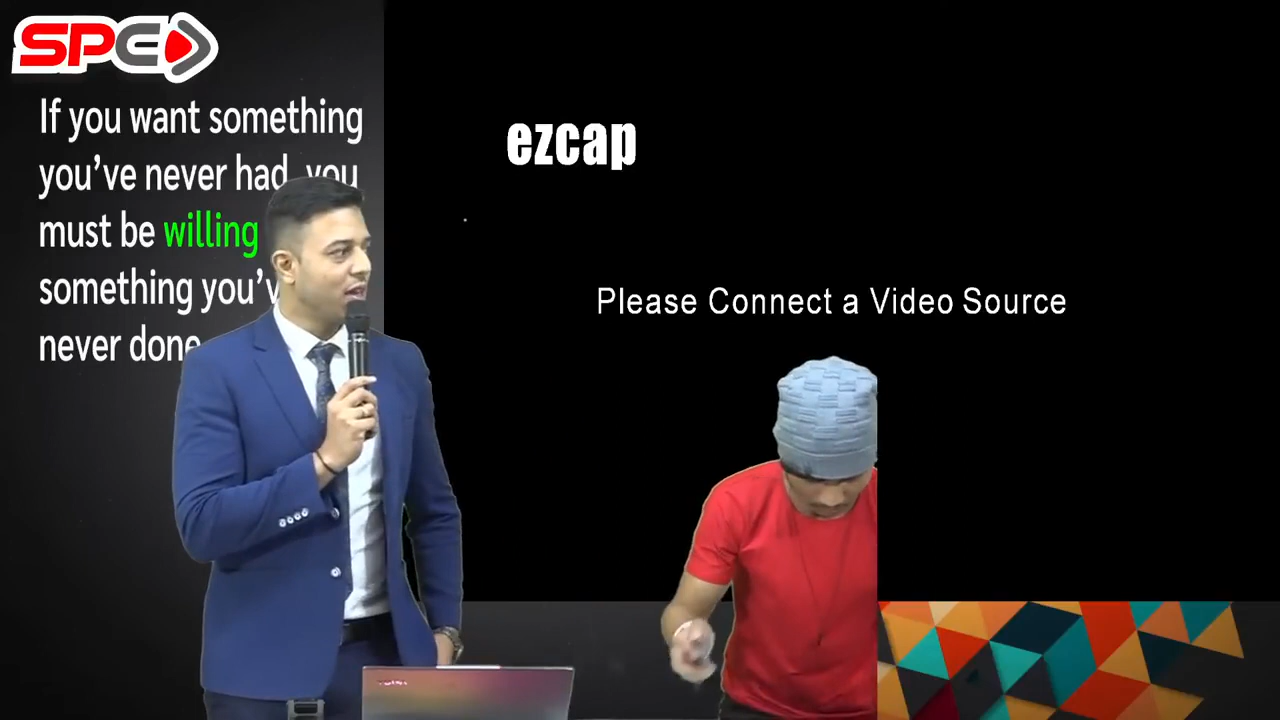 SPE
If you want something
you've never had, you
must be willing
something you'v
never done
ezcap
Please Connect a Video Source